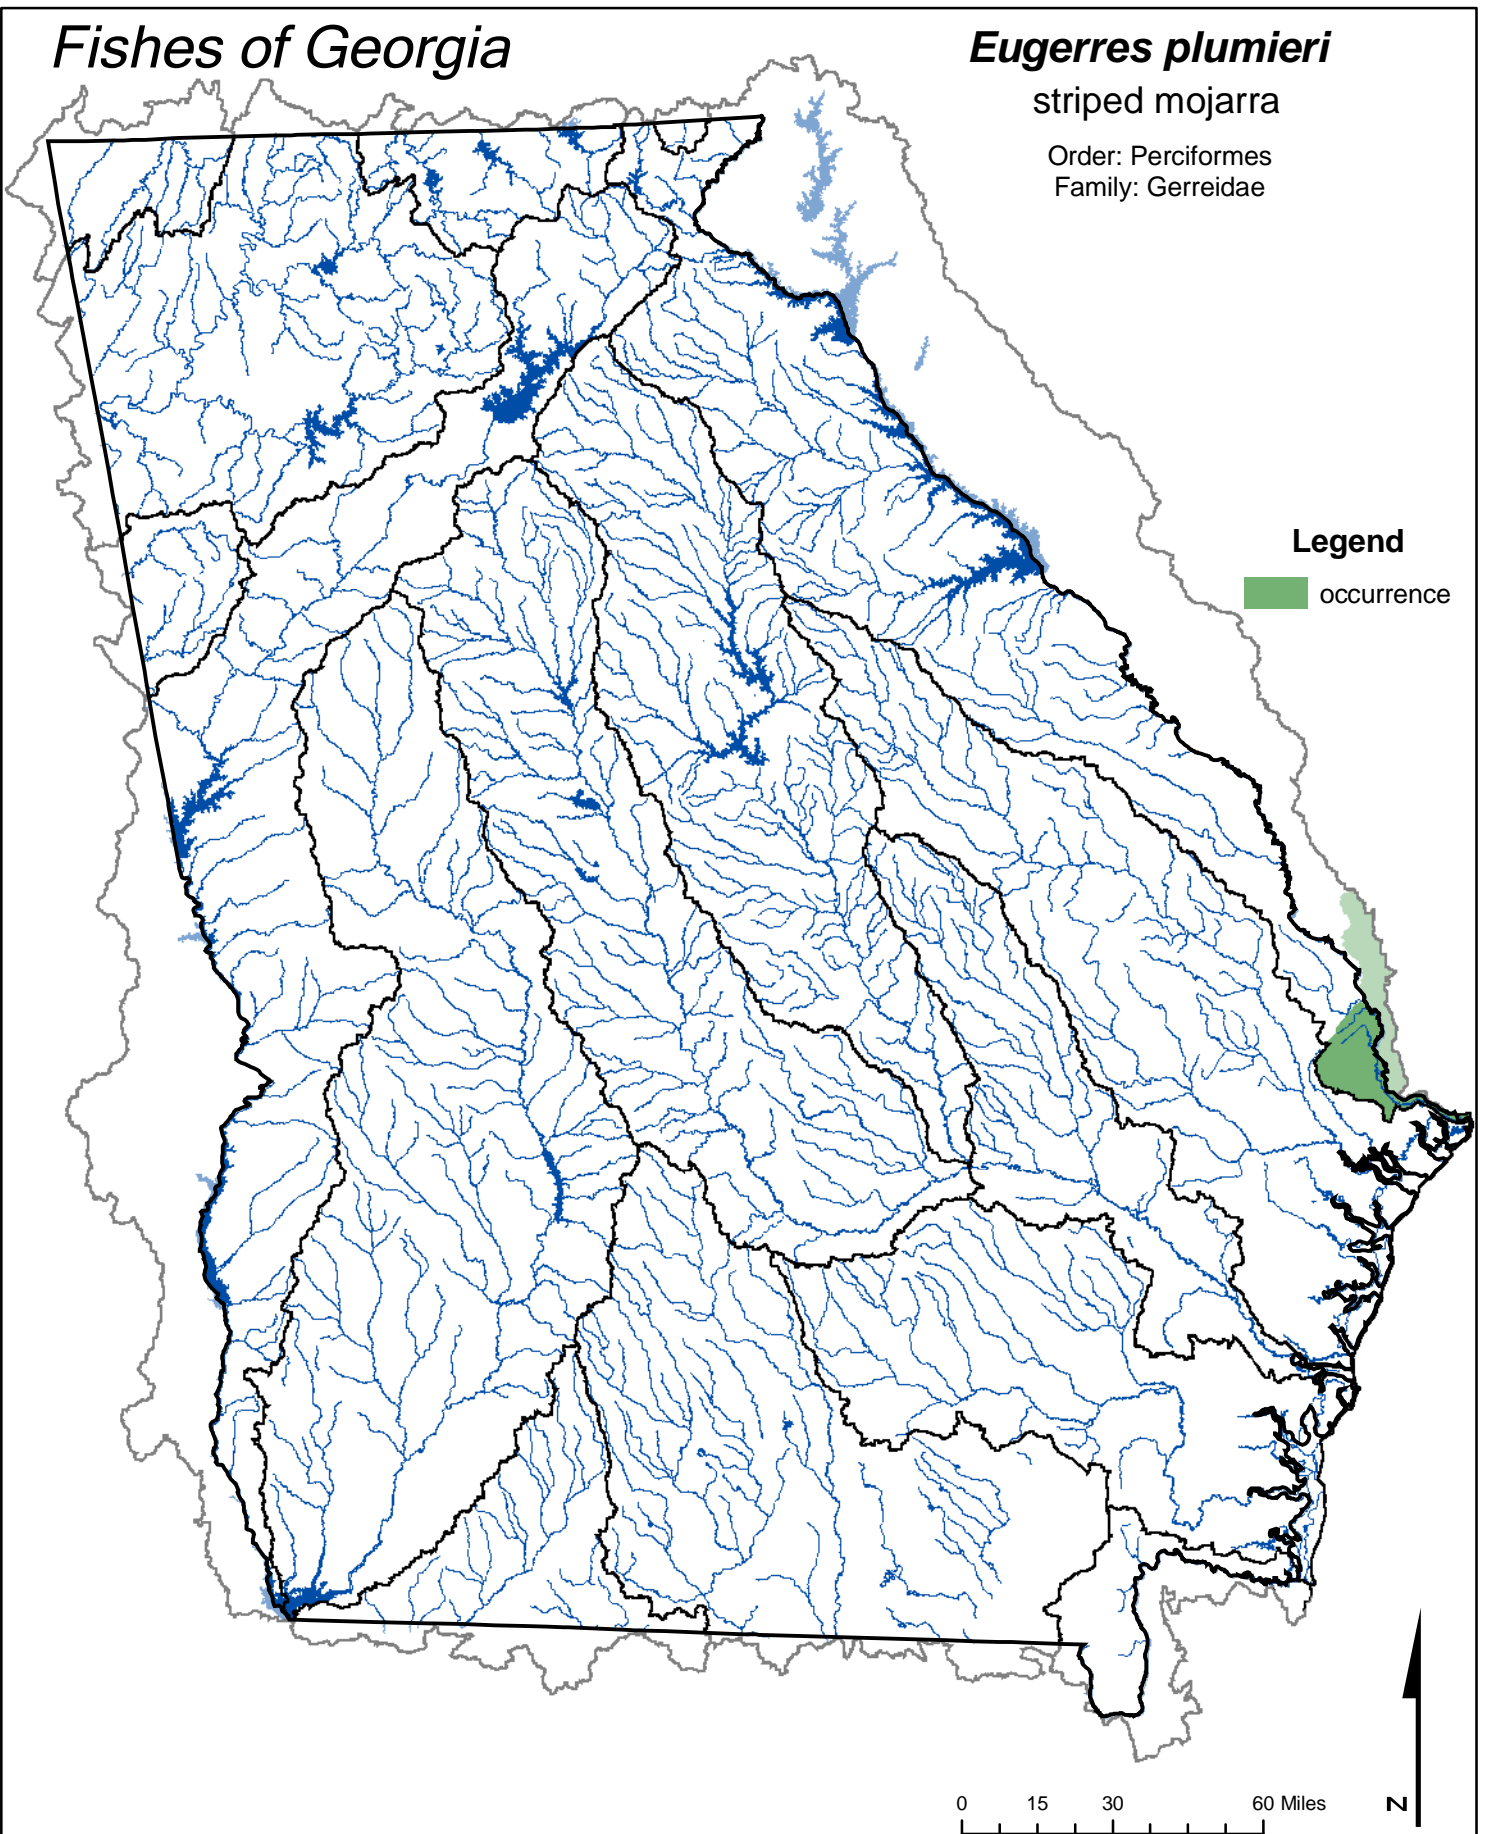 Fishes of Georgia
Eugerres plumieri
striped mojarra
Order: Perciformes
Family: Gerreidae
Legend
occurrence
0 15 30 60 Miles
N